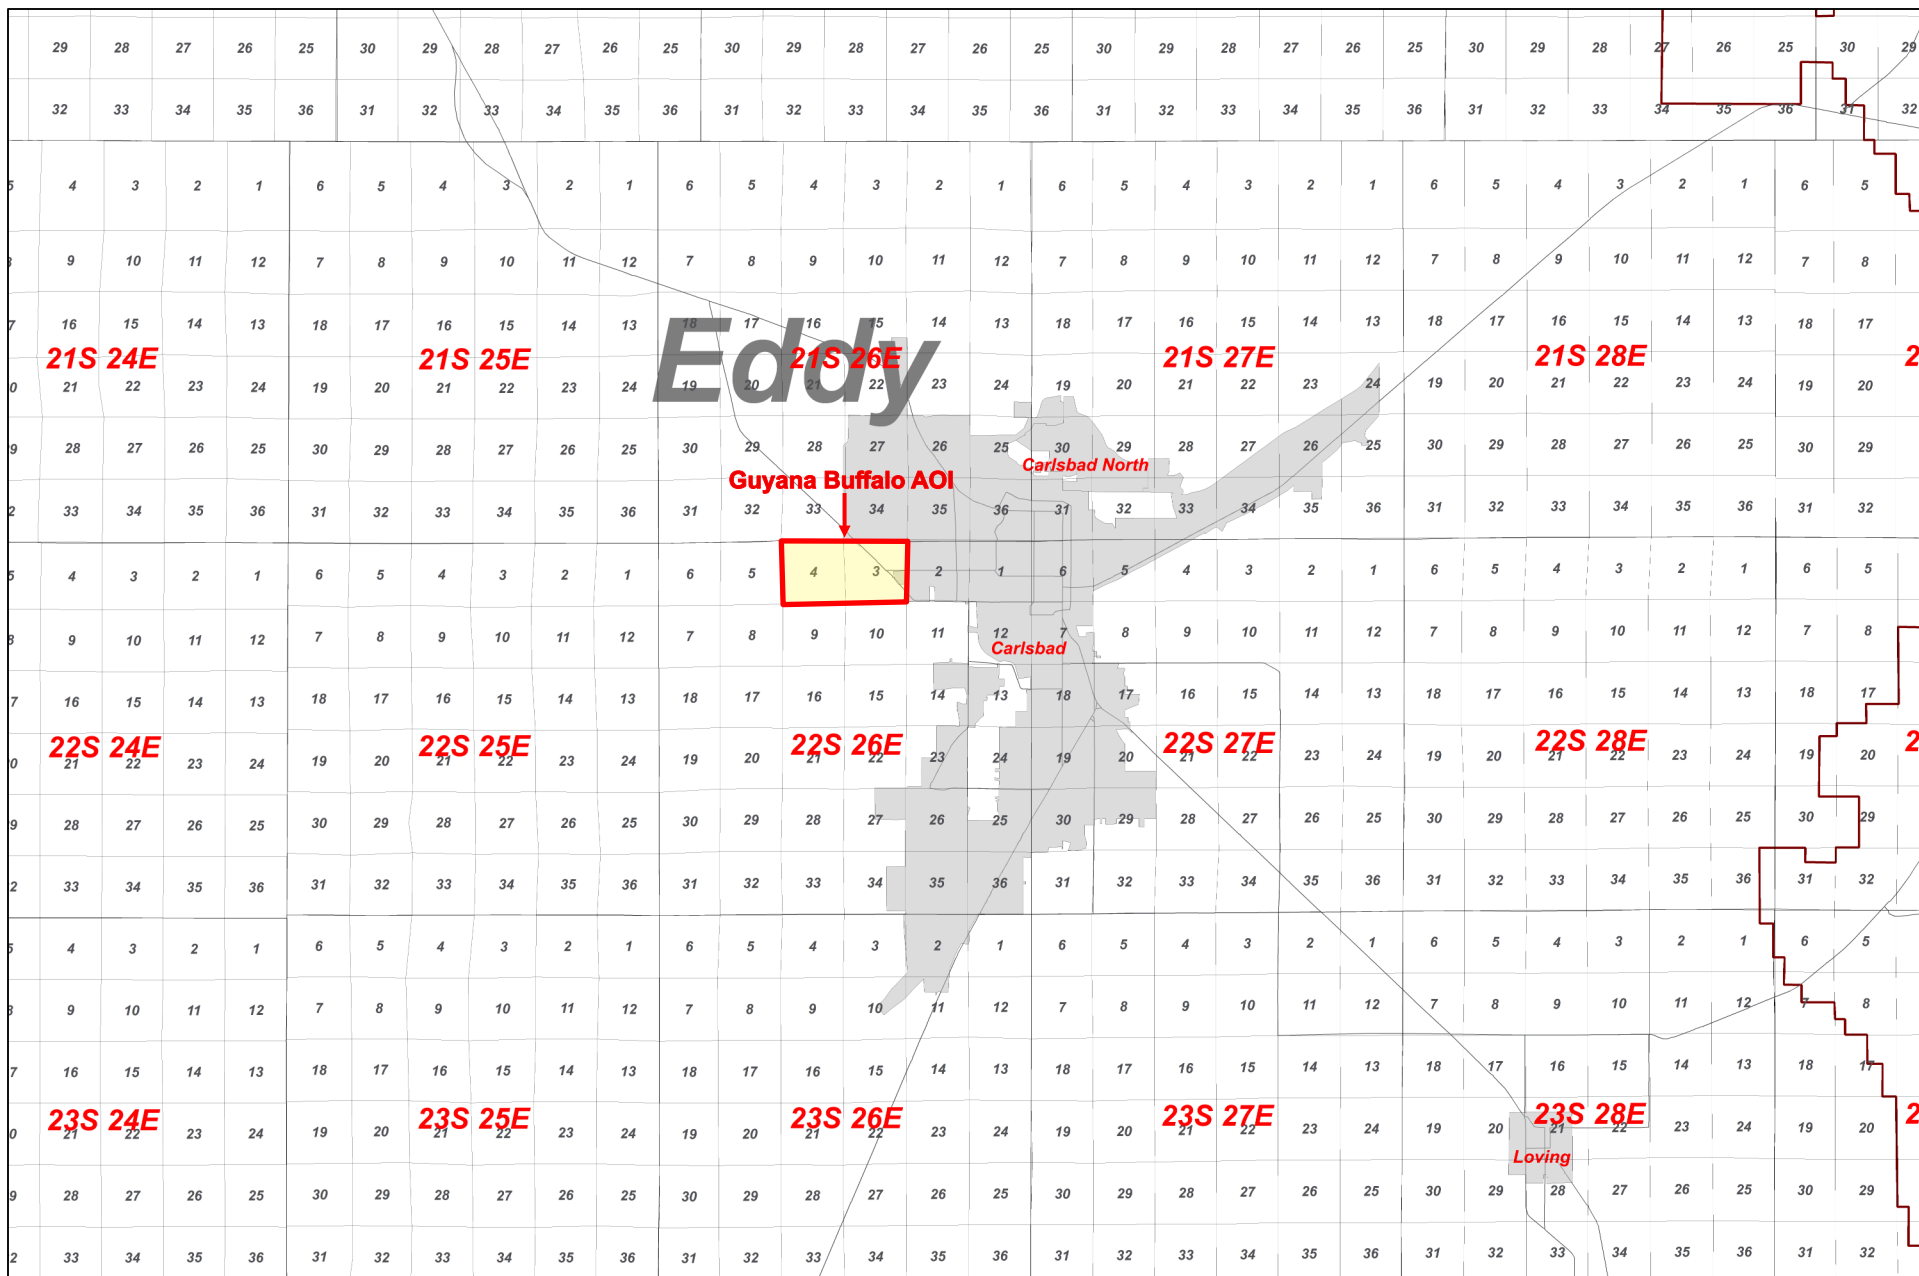 29 28 27 26 25 30 29 28 27 26 25 30 29 28 27 26 25 30 29 28 27 26 25 30 29 28 27 26 25 30 29
32 33 34 35 36 31 32 33 34 35 36 31 32 33 34 35 36 31 32 33 34 35 36 31 32 33 34 35 36 31 32
5 4 3 2 1 6 5 4 3 2 1 6 5 4 3 2 1 6 5 4 3 2 1 6 5 4 3 2 1 6 5
9 10 11 12 7 8 9 10 11 12 7 8 9 10 11 12 7 8 9 10 11 12 7 8 9 10 11 12 7 8
7 16 15 14 13 18 17 16 15 14 13 18 17 16 15 14 13 18 17 16 15 14 13 18 17 16 15 14 13 18 17
Eddy
21S 24E 21S 25E 21S 26E 21S 27E 21S 28E 2
0 21 22 23 24 19 20 21 22 23 24 19 20 21 22 23 24 19 20 21 22 23 24 19 20 21 22 23 24 19 20
9 28 27 26 25 30 29 28 27 26 25 30 29 28 27 26 25 30 29 28 27 26 25 30 29 28 27 26 25 30 29
Carlsbad North
Guyana Buffalo AOI
2 33 34 35 36 31 32 33 34 35 36 31 32 33 34 35 36 31 32 33 34 35 36 31 32 33 34 35 36 31 32
5 4 3 2 1 6 5 4 3 2 1 6 5 4 3 2 1 6 5 4 3 2 1 6 5 4 3 2 1 6 5
9 10 11 12 7 8 9 10 11 12 7 8 9 10 11 12 7 8 9 10 11 12 7 8 9 10 11 12 7 8
Carlsbad
7 16 15 14 13 18 17 16 15 14 13 18 17 16 15 14 13 18 17 16 15 14 13 18 17 16 15 14 13 18 17
22S 24E 22S 25E 22S 26E 22S 27E 22S 28E 2
0 21 22 23 24 19 20 21 22 23 24 19 20 21 22 23 24 19 20 21 22 23 24 19 20 21 22 23 24 19 20
9 28 27 26 25 30 29 28 27 26 25 30 29 28 27 26 25 30 29 28 27 26 25 30 29 28 27 26 25 30 29
2 33 34 35 36 31 32 33 34 35 36 31 32 33 34 35 36 31 32 33 34 35 36 31 32 33 34 35 36 31 32
5 4 3 2 1 6 5 4 3 2 1 6 5 4 3 2 1 6 5 4 3 2 1 6 5 4 3 2 1 6 5
9 10 11 12 7 8 9 10 11 12 7 8 9 10 11 12 7 8 9 10 11 12 7 8 9 10 11 12 7 8
7 16 15 14 13 18 17 16 15 14 13 18 17 16 15 14 13 18 17 16 15 14 13 18 17 16 15 14 13 18 17
23S 24E 23S 25E 23S 26E 23S 27E 23S 28E 2
0 21 22 23 24 19 20 21 22 23 24 19 20 21 22 23 24 19 20 21 22 23 24 19 20 21 22 23 24 19 20
Loving
9 28 27 26 25 30 29 28 27 26 25 30 29 28 27 26 25 30 29 28 27 26 25 30 29 28 27 26 25 30 29
2 33 34 35 36 31 32 33 34 35 36 31 32 33 34 35 36 31 32 33 34 35 36 31 32 33 34 35 36 31 32